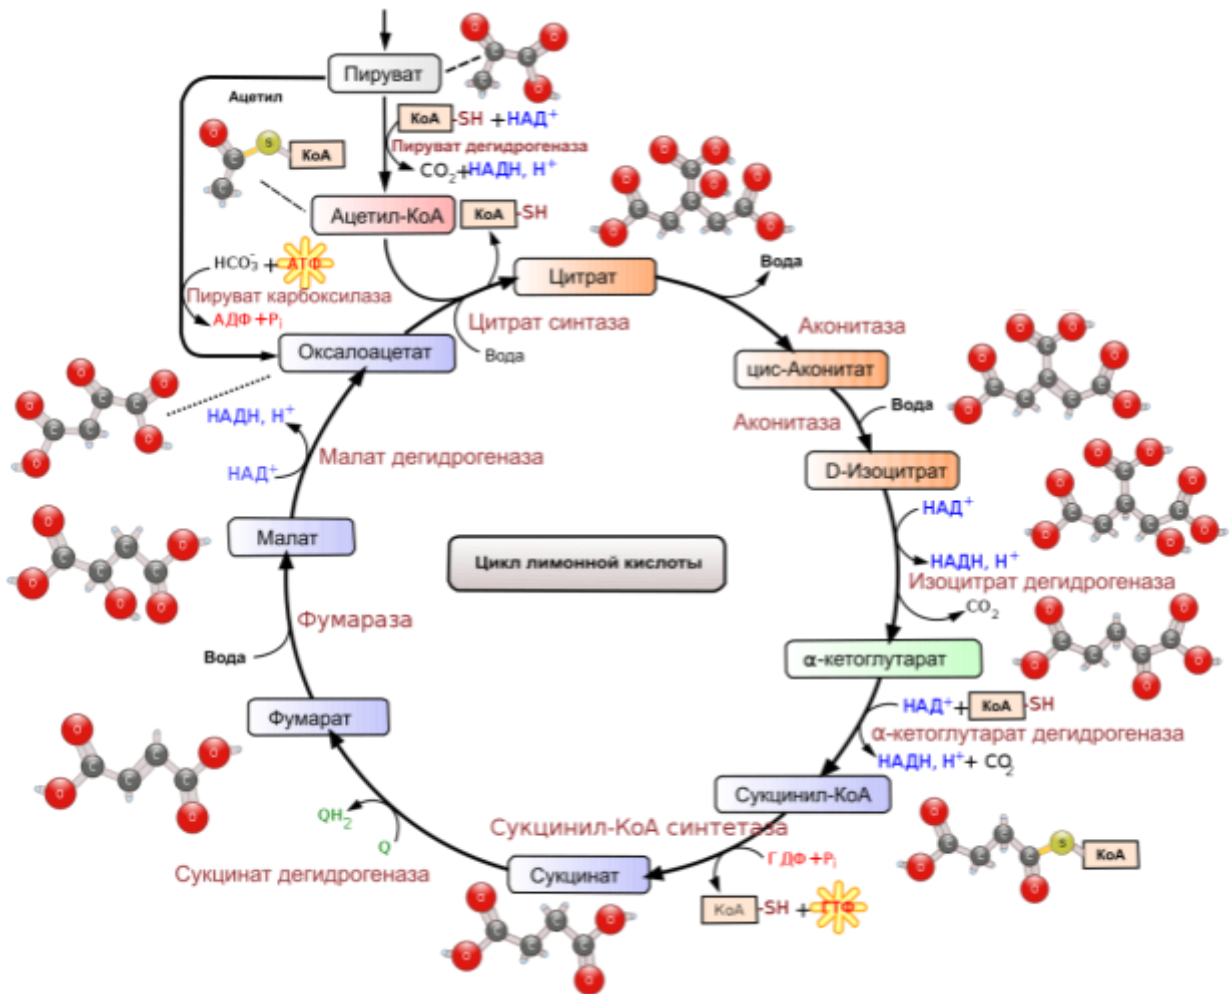 Пируват
Ацетил
КоА -SH + НАД⁺
Пируват дегидрогеназа
CO₂+НАДН, H⁺
S КоА
Ацетил-КоА
КоА -SH
Цитрат
Вода
HCO₃⁻ + АТФ
Пируват карбоксилаза
АДФ+Pᵢ
Цитрат синтаза
Вода
Аконитаза
Оксалоацетат
цис-Аконитат
Вода
Аконитаза
НАДН, H⁺
НАД⁺
Малат дегидрогеназа
D-Изоцитрат
НАД⁺
НАДН, H⁺
Изоцитрат дегидрогеназа
CO₂
Малат
Цикл лимонной кислоты
Фумараза
Вода
α-кетоглутарат
НАД⁺+ КоА -SH
α-кетоглутарат дегидрогеназа
НАДН, H⁺+ CO₂
Фумарат
Сукцинил-КоА
QH₂
Q
Сукцинат дегидрогеназа
Сукцинил-КоА синтетаза
ГДФ+Pᵢ
S КоА
Сукцинат
КоА -SH + ГТФ